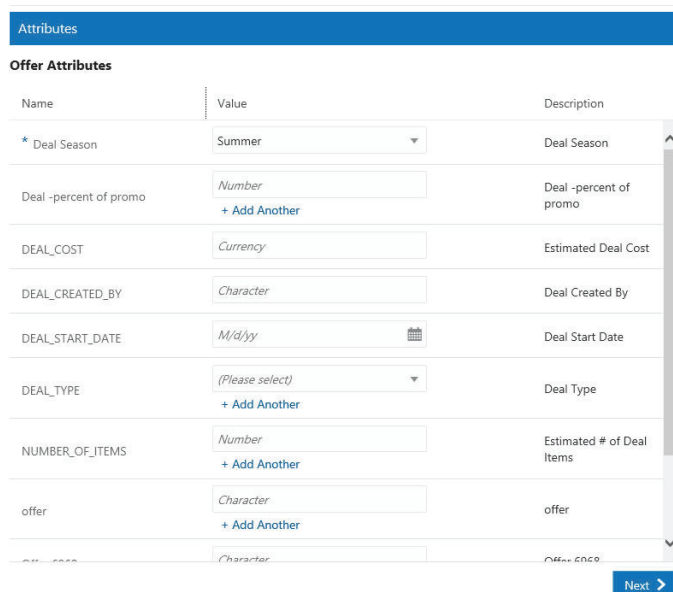 Attributes
Offer Attributes
Name Value Description
* Deal Season Summer Deal Season
Deal -percent of promo Number Deal -percent of
promo
+ Add Another
DEAL_COST Currency Estimated Deal Cost
DEAL_CREATED_BY Character Deal Created By
DEAL_START_DATE M/d/yy Deal Start Date
DEAL_TYPE (Please select) Deal Type
+ Add Another
NUMBER_OF_ITEMS Number Estimated # of Deal
Items
+ Add Another
offer Character offer
+ Add Another
Character Offer 6968
Next